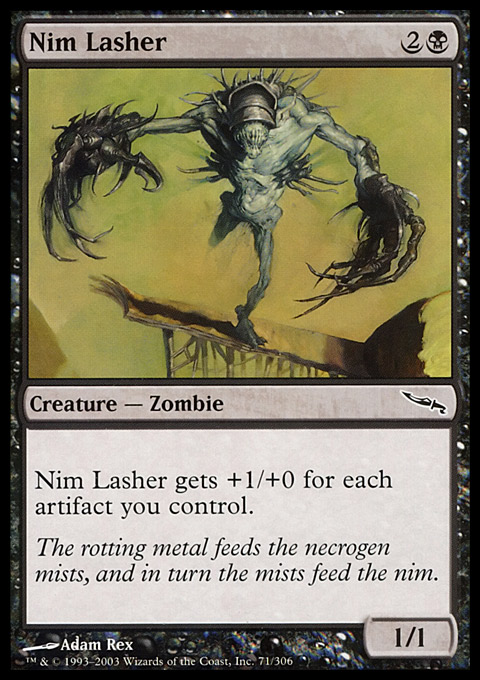 Nim Lasher 2
Creature — Zombie
Nim Lasher gets +1/+0 for each
artifact you control.
The rotting metal feeds the necrogen
mists, and in turn the mists feed the nim.
Adam Rex
™ & © 1993–2003 Wizards of the Coast, Inc. 71/306
1/1